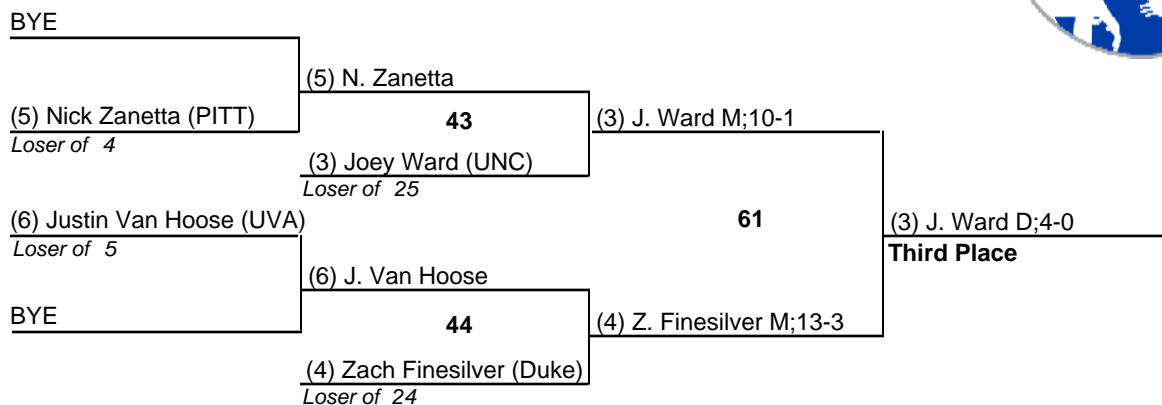 BYE
(5) N. Zanetta
(5) Nick Zanetta (PITT)
43
(3) J. Ward M;10-1
Loser of 4
(3) Joey Ward (UNC)
Loser of 25
(6) Justin Van Hoose (UVA)
61
(3) J. Ward D;4-0
Loser of 5
Third Place
(6) J. Van Hoose
BYE
44
(4) Z. Finesilver M;13-3
(4) Zach Finesilver (Duke)
Loser of 24